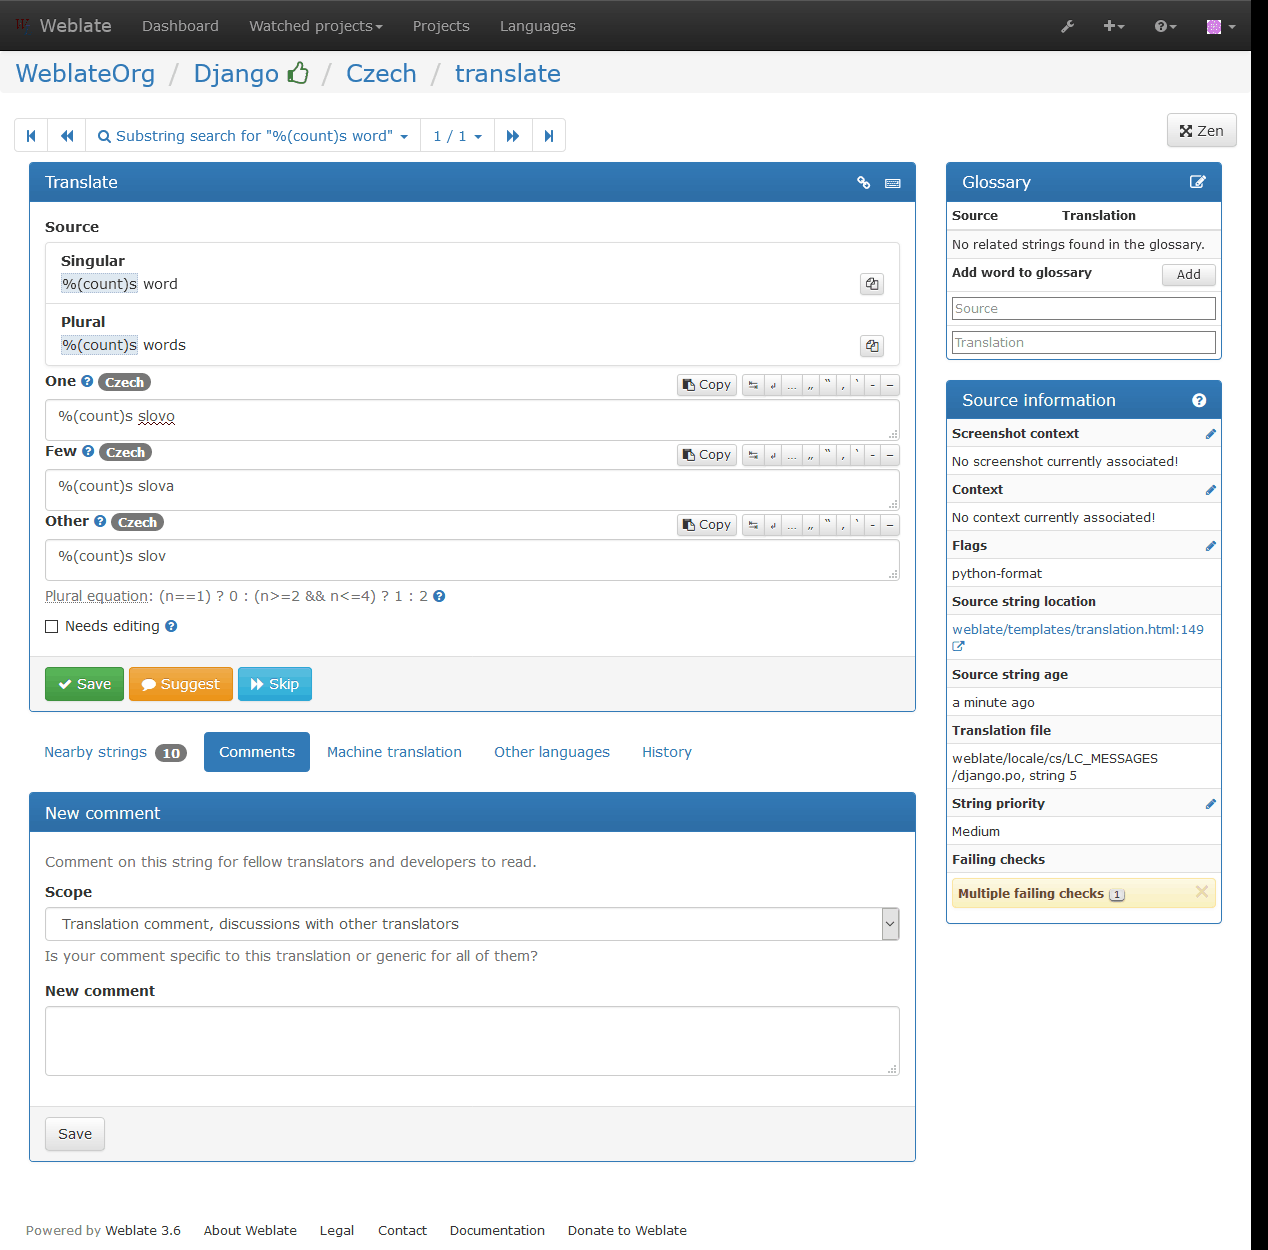 Weblate Dashboard Watched projects Projects Languages
WeblateOrg / Django / Czech / translate
Substring search for "%(count)s word" 1 / 1
Zen
Translate
Source
Singular
%(count)s word
Plural
%(count)s words
One Czech Copy … „ “ ‚ ‘ - –
%(count)s slovo
Few Czech Copy … „ “ ‚ ‘ - –
%(count)s slova
Other Czech Copy … „ “ ‚ ‘ - –
%(count)s slov
Plural equation: (n==1) ? 0 : (n>=2 && n<=4) ? 1 : 2
Needs editing
Save Suggest Skip
Nearby strings 10 Comments Machine translation Other languages History
New comment
Comment on this string for fellow translators and developers to read.
Scope
Translation comment, discussions with other translators
Is your comment specific to this translation or generic for all of them?
New comment
Save
Glossary
Source Translation
No related strings found in the glossary.
Add word to glossary Add
Source
Translation
Source information
Screenshot context
No screenshot currently associated!
Context
No context currently associated!
Flags
python-format
Source string location
weblate/templates/translation.html:149
Source string age
a minute ago
Translation file
weblate/locale/cs/LC_MESSAGES
/django.po, string 5
String priority
Medium
Failing checks
Multiple failing checks 1
Powered by Weblate 3.6 About Weblate Legal Contact Documentation Donate to Weblate